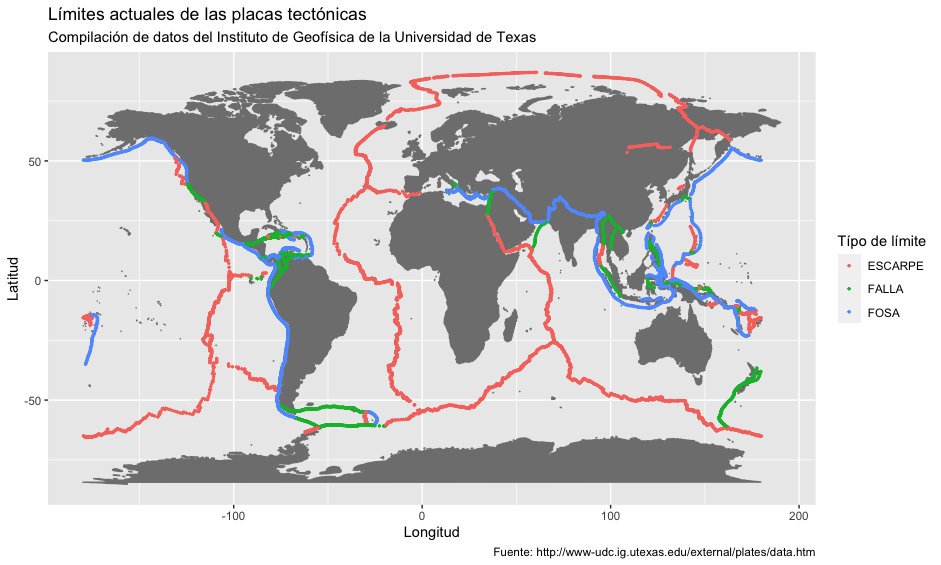 Límites actuales de las placas tectónicas
Compilación de datos del Instituto de Geofísica de la Universidad de Texas
50
0
-50
-100
0
100
200
Latitud
Longitud
Típo de límite
ESCARPE
FALLA
FOSA
Fuente: http://www-udc.ig.utexas.edu/external/plates/data.htm